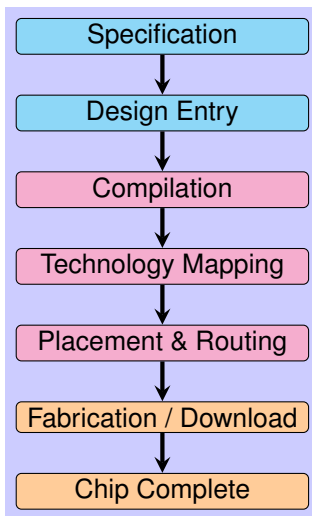 Specification
Design Entry
Compilation
Technology Mapping
Placement & Routing
Fabrication / Download
Chip Complete